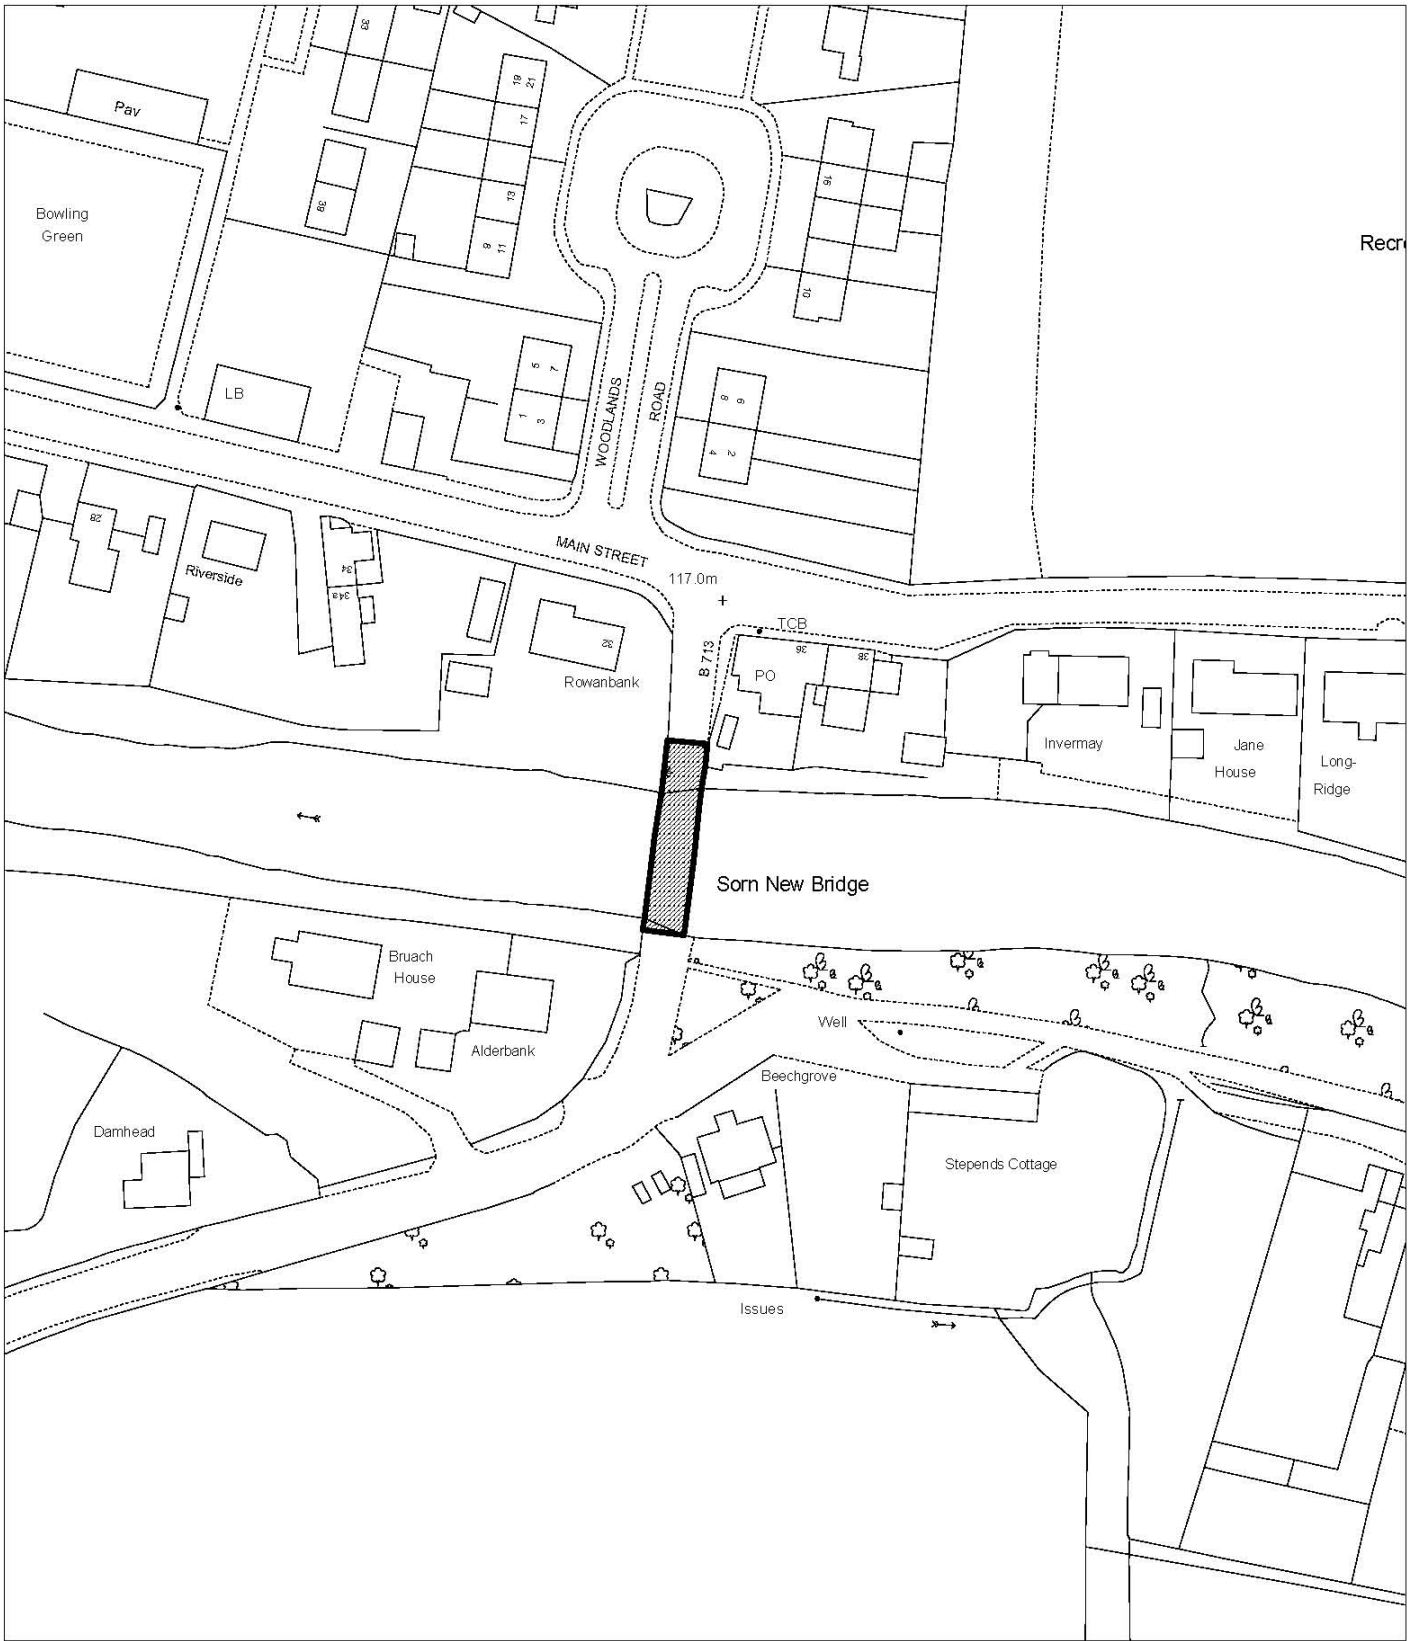 33
19
21
Pav
17
16
39
13
Bowling
Green
9
11
Recr
10
5
7
LB
WOODLANDS
ROAD
8
6
1
3
4
2
28
MAIN STREET
34
Riverside
117.0m
34a
TCB
32
B 713
36
38
PO
Rowanbank
Invermay
Jane
House
Long-
Ridge
Sorn New Bridge
Bruach
House
Well
Alderbank
Beechgrove
Damhead
Stepends Cottage
Issues